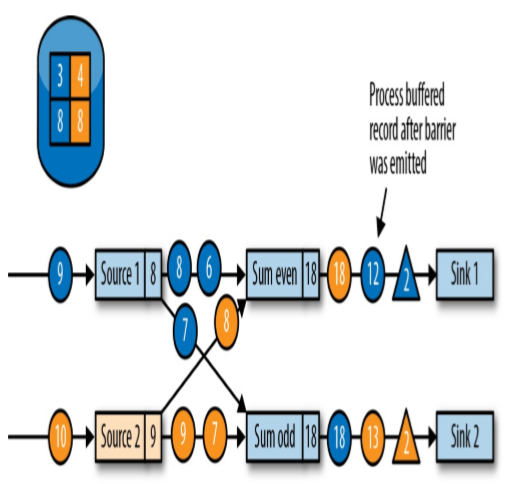 3 4
8 8
Process buffered
record after barrier
was emitted
9 Source 1 8 8 6 Sum even 18 18 12 2 Sink 1
7 8
10 Source 2 9 9 7 Sum odd 18 18 13 2 Sink 2